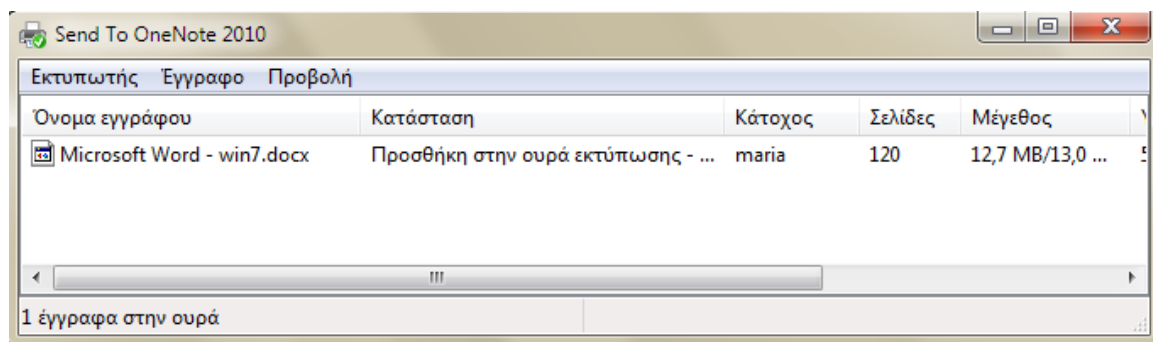 Send To OneNote 2010
Εκτυπωτής Έγγραφο Προβολή
Όνομα εγγράφου Κατάσταση Κάτοχος Σελίδες Μέγεθος
Microsoft Word - win7.docx Προσθήκη στην ουρά εκτύπωσης - ... maria 120 12,7 MB/13,0 ...
1 έγγραφα στην ουρά